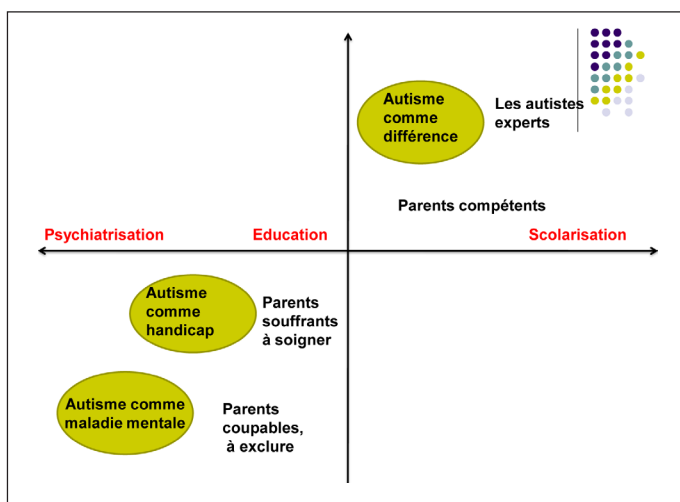 Autisme
comme
différence
Les autistes
experts
Parents compétents
Psychiatrisation Education Scolarisation
Autisme
comme
handicap
Parents
souffrants
à soigner
Autisme comme
maladie mentale
Parents
coupables,
à exclure